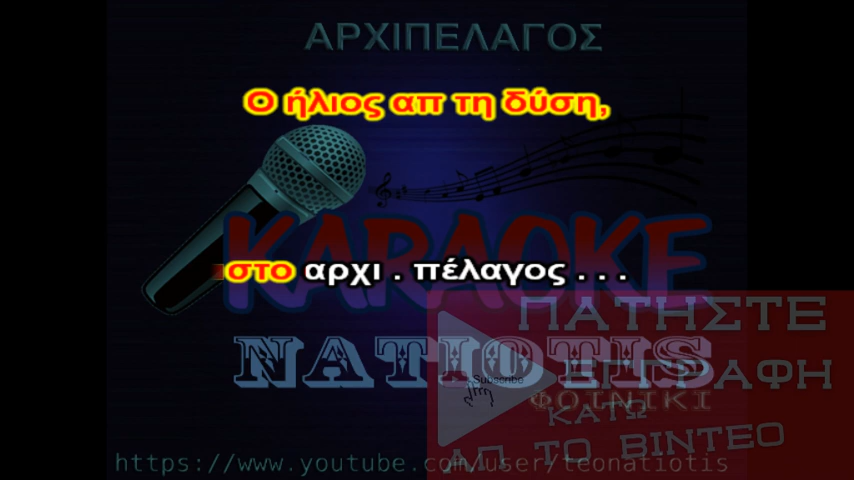 ΑΡΧΙΠΕΛΑΓΟΣ
Ο ήλιος απ τη δύση,
KARAOKE
στο αρχι . πέλαγος . . .
ΠΑΤΗΣΤΕ
NATIOTIS
ΕΓΓΡΑΦΗ
Subscribe
ΦΟΙΝΙΚΙ
ΚΑΤΩ
ΑΠ ΤΟ ΒΙΝΤΕΟ
https://www.youtube.com/user/teonatiotis